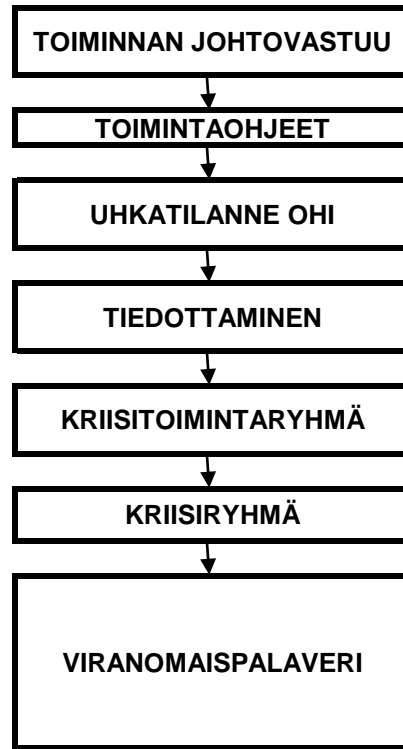 TOIMINNAN JOHTOVASTUU
TOIMINTAOHJEET
UHKATILANNE OHI
TIEDOTTAMINEN
KRIISITOIMINTARYHMÄ
KRIISIRYHMÄ
VIRANOMAISPALAVERI